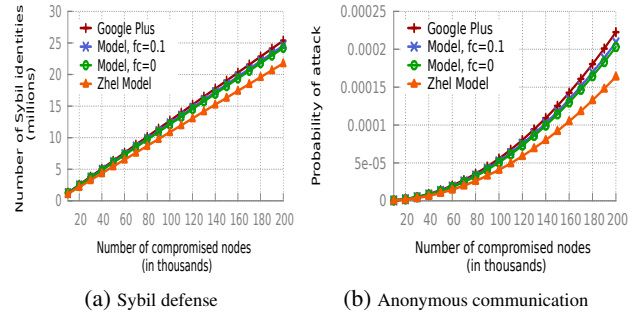 Number of Sybil identities
(millions)
30
25
20
15
10
5
0
Google Plus
Model, fc=0.1
Model, fc=0
Zhel Model
20 40 60 80 100 120 140 160 180 200
Number of compromised nodes
(in thousands)
(a) Sybil defense
Probability of attack
0.00025
0.0002
0.00015
0.0001
5e-05
0
Google Plus
Model, fc=0.1
Model, fc=0
Zhel Model
20 40 60 80 100 120 140 160 180 200
Number of compromised nodes
(in thousands)
(b) Anonymous communication